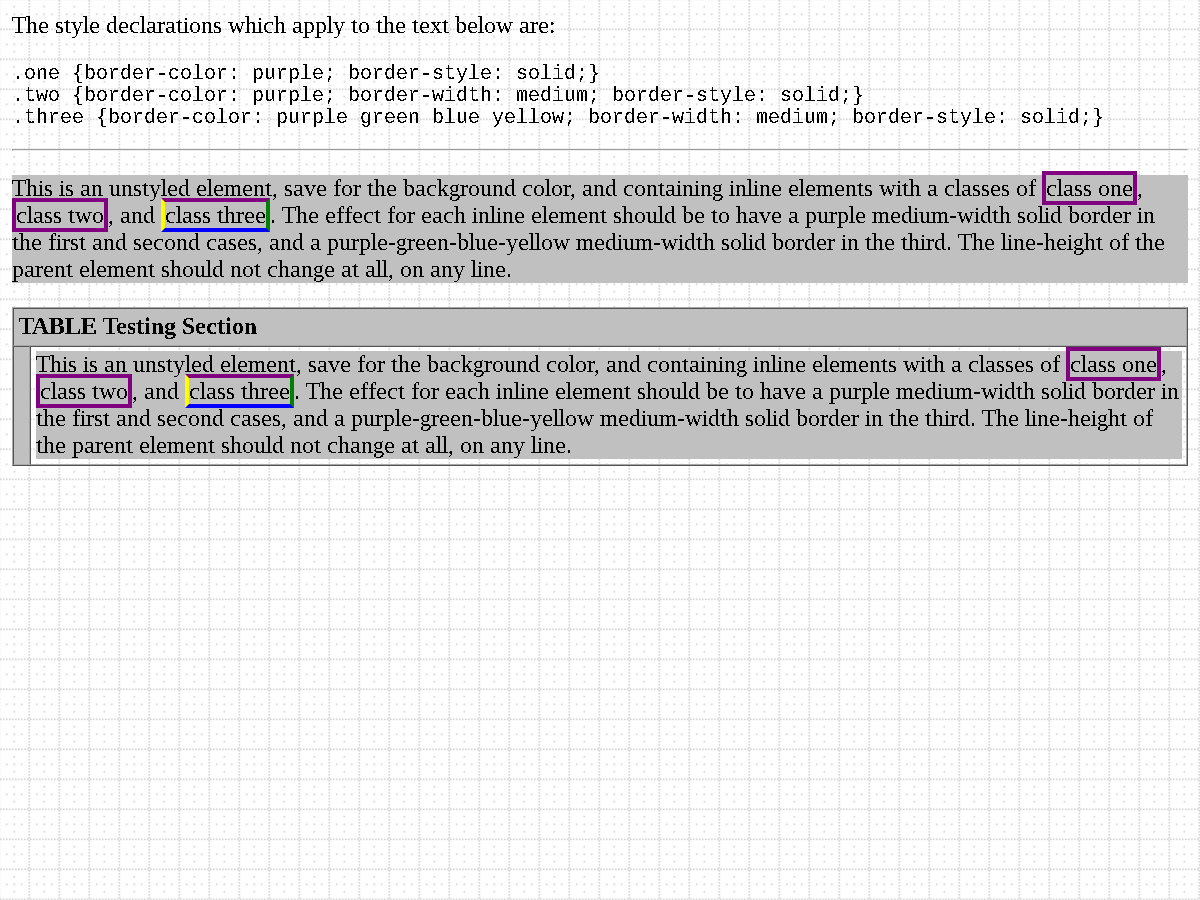 The style declarations which apply to the text below are:
.one {border-color: purple; border-style: solid;}
.two {border-color: purple; border-width: medium; border-style: solid;}
.three {border-color: purple green blue yellow; border-width: medium; border-style: solid;}
This is an unstyled element, save for the background color, and containing inline elements with a classes of class one,
class two, and class three. The effect for each inline element should be to have a purple medium-width solid border in
the first and second cases, and a purple-green-blue-yellow medium-width solid border in the third. The line-height of the
parent element should not change at all, on any line.
TABLE Testing Section
This is an unstyled element, save for the background color, and containing inline elements with a classes of class one,
class two, and class three. The effect for each inline element should be to have a purple medium-width solid border in
the first and second cases, and a purple-green-blue-yellow medium-width solid border in the third. The line-height of
the parent element should not change at all, on any line.